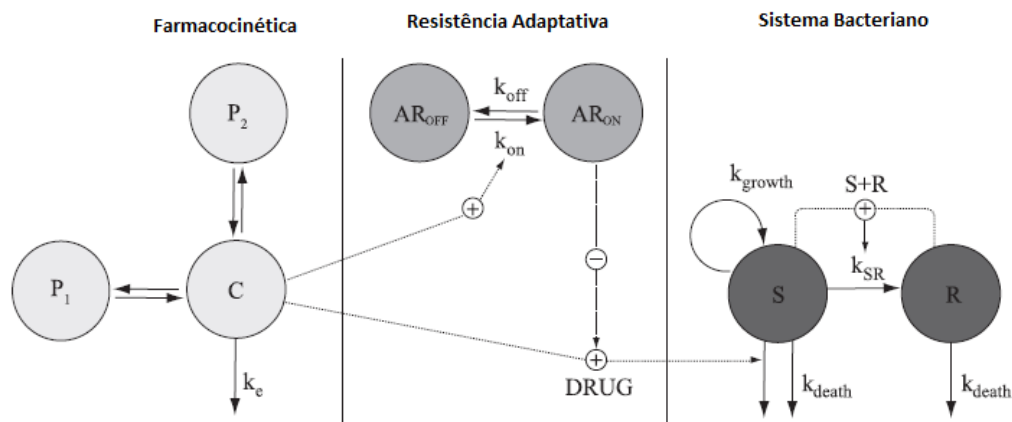 Farmacocinética
Resistência Adaptativa
Sistema Bacteriano
P2
P1
C
ke
AROFF
koff
kon
ARON
+
−
+
DRUG
kgrowth
S+R
+
kSR
S
R
kdeath
kdeath